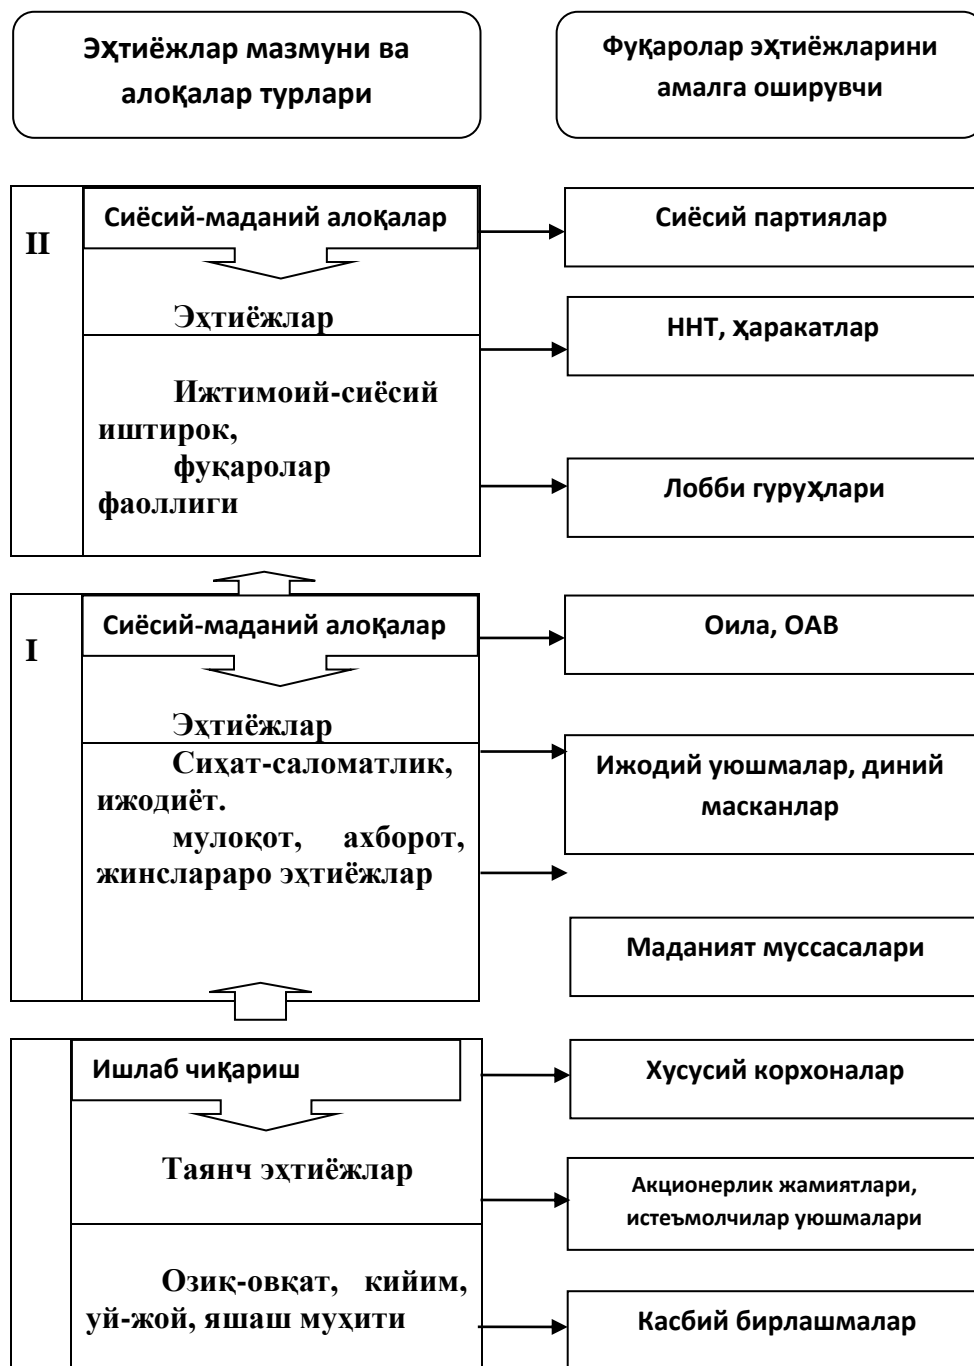 Эҳтиёжлар мазмуни ва
алоқалар турлари
Фуқаролар эҳтиёжларини
амалга оширувчи
II
Сиёсий-маданий алоқалар
Эҳтиёжлар
Ижтимоий-сиёсий
иштирок,
фуқаролар
фаоллиги
Сиёсий партиялар
ННТ, ҳаракатлар
Лобби гуруҳлари
I
Сиёсий-маданий алоқалар
Эҳтиёжлар
Сиҳат-саломатлик,
ижодиёт.
мулоқот, ахборот,
жинслараро эҳтиёжлар
Оила, ОАВ
Ижодий уюшмалар, диний
масканлар
Маданият муссасалари
Ишлаб чиқариш
Таянч эҳтиёжлар
Озиқ-овқат, кийим,
уй-жой, яшаш муҳити
Хусусий корхоналар
Акционерлик жамиятлари,
истеъмолчилар уюшмалари
Касбий бирлашмалар